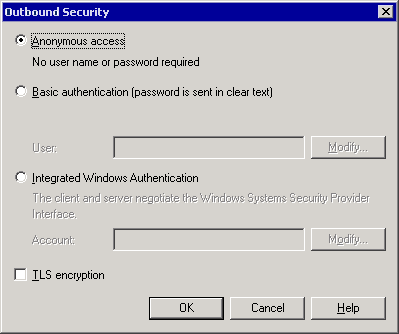 Outbound Security
Anonymous access
No user name or password required
Basic authentication (password is sent in clear text)
User:
Modify...
Integrated Windows Authentication
The client and server negotiate the Windows Systems Security Provider
Interface.
Account:
Modify...
TLS encryption
OK
Cancel
Help